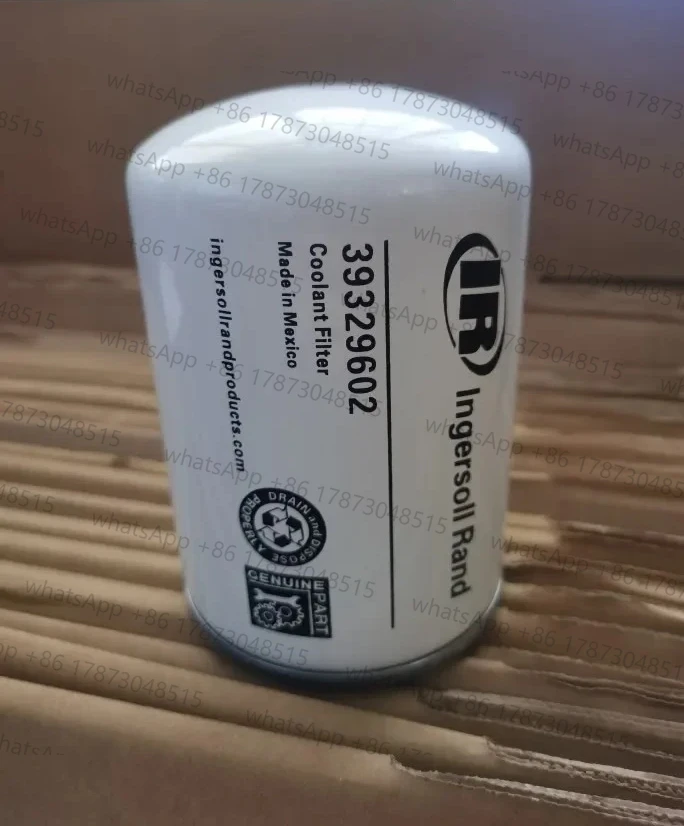 IR Ingersoll Rand
39329602
Coolant Filter
Made in Mexico
ingersollrandproducts.com
DRAIN and DISPOSE PROPERLY
GENUINE PART
whatsApp +86 17873048515